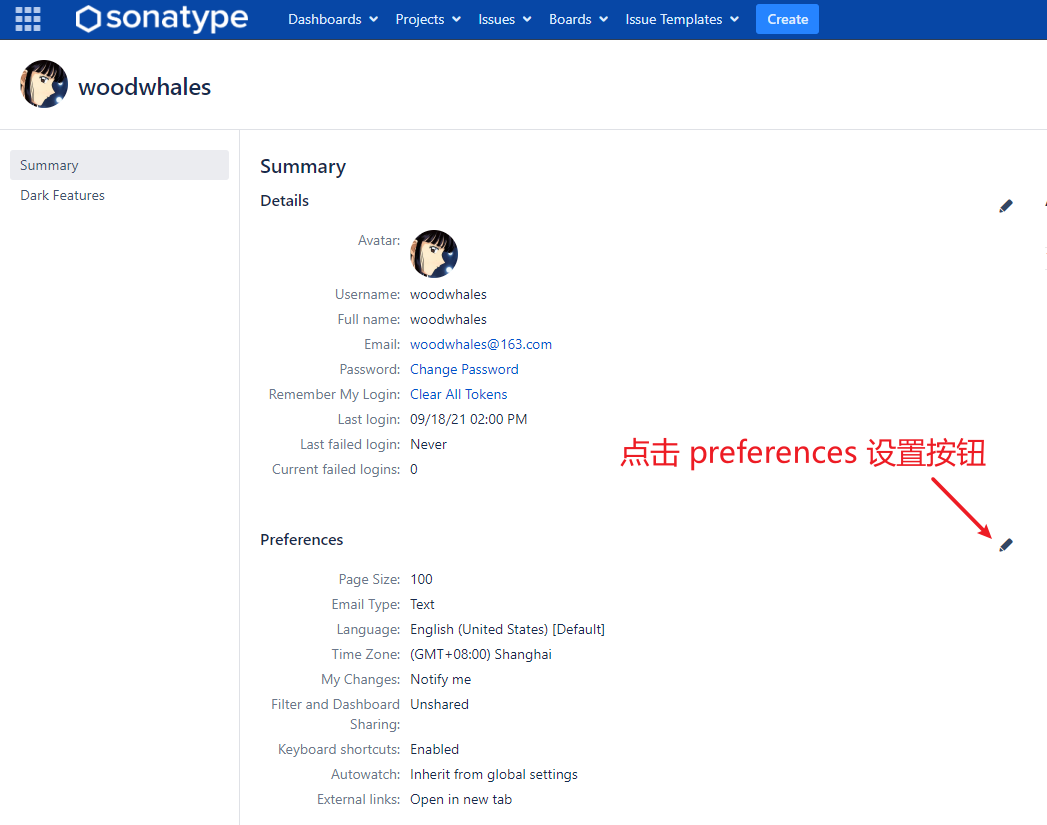 sonatype Dashboards Projects Issues Boards Issue Templates Create
woodwhales
Summary
Dark Features
Summary
Details
Avatar:
Username: woodwhales
Full name: woodwhales
Email: woodwhales@163.com
Password: Change Password
Remember My Login: Clear All Tokens
Last login: 09/18/21 02:00 PM
Last failed login: Never
Current failed logins: 0
点击 preferences 设置按钮
Preferences
Page Size: 100
Email Type: Text
Language: English (United States) [Default]
Time Zone: (GMT+08:00) Shanghai
My Changes: Notify me
Filter and Dashboard Unshared
Sharing:
Keyboard shortcuts: Enabled
Autowatch: Inherit from global settings
External links: Open in new tab